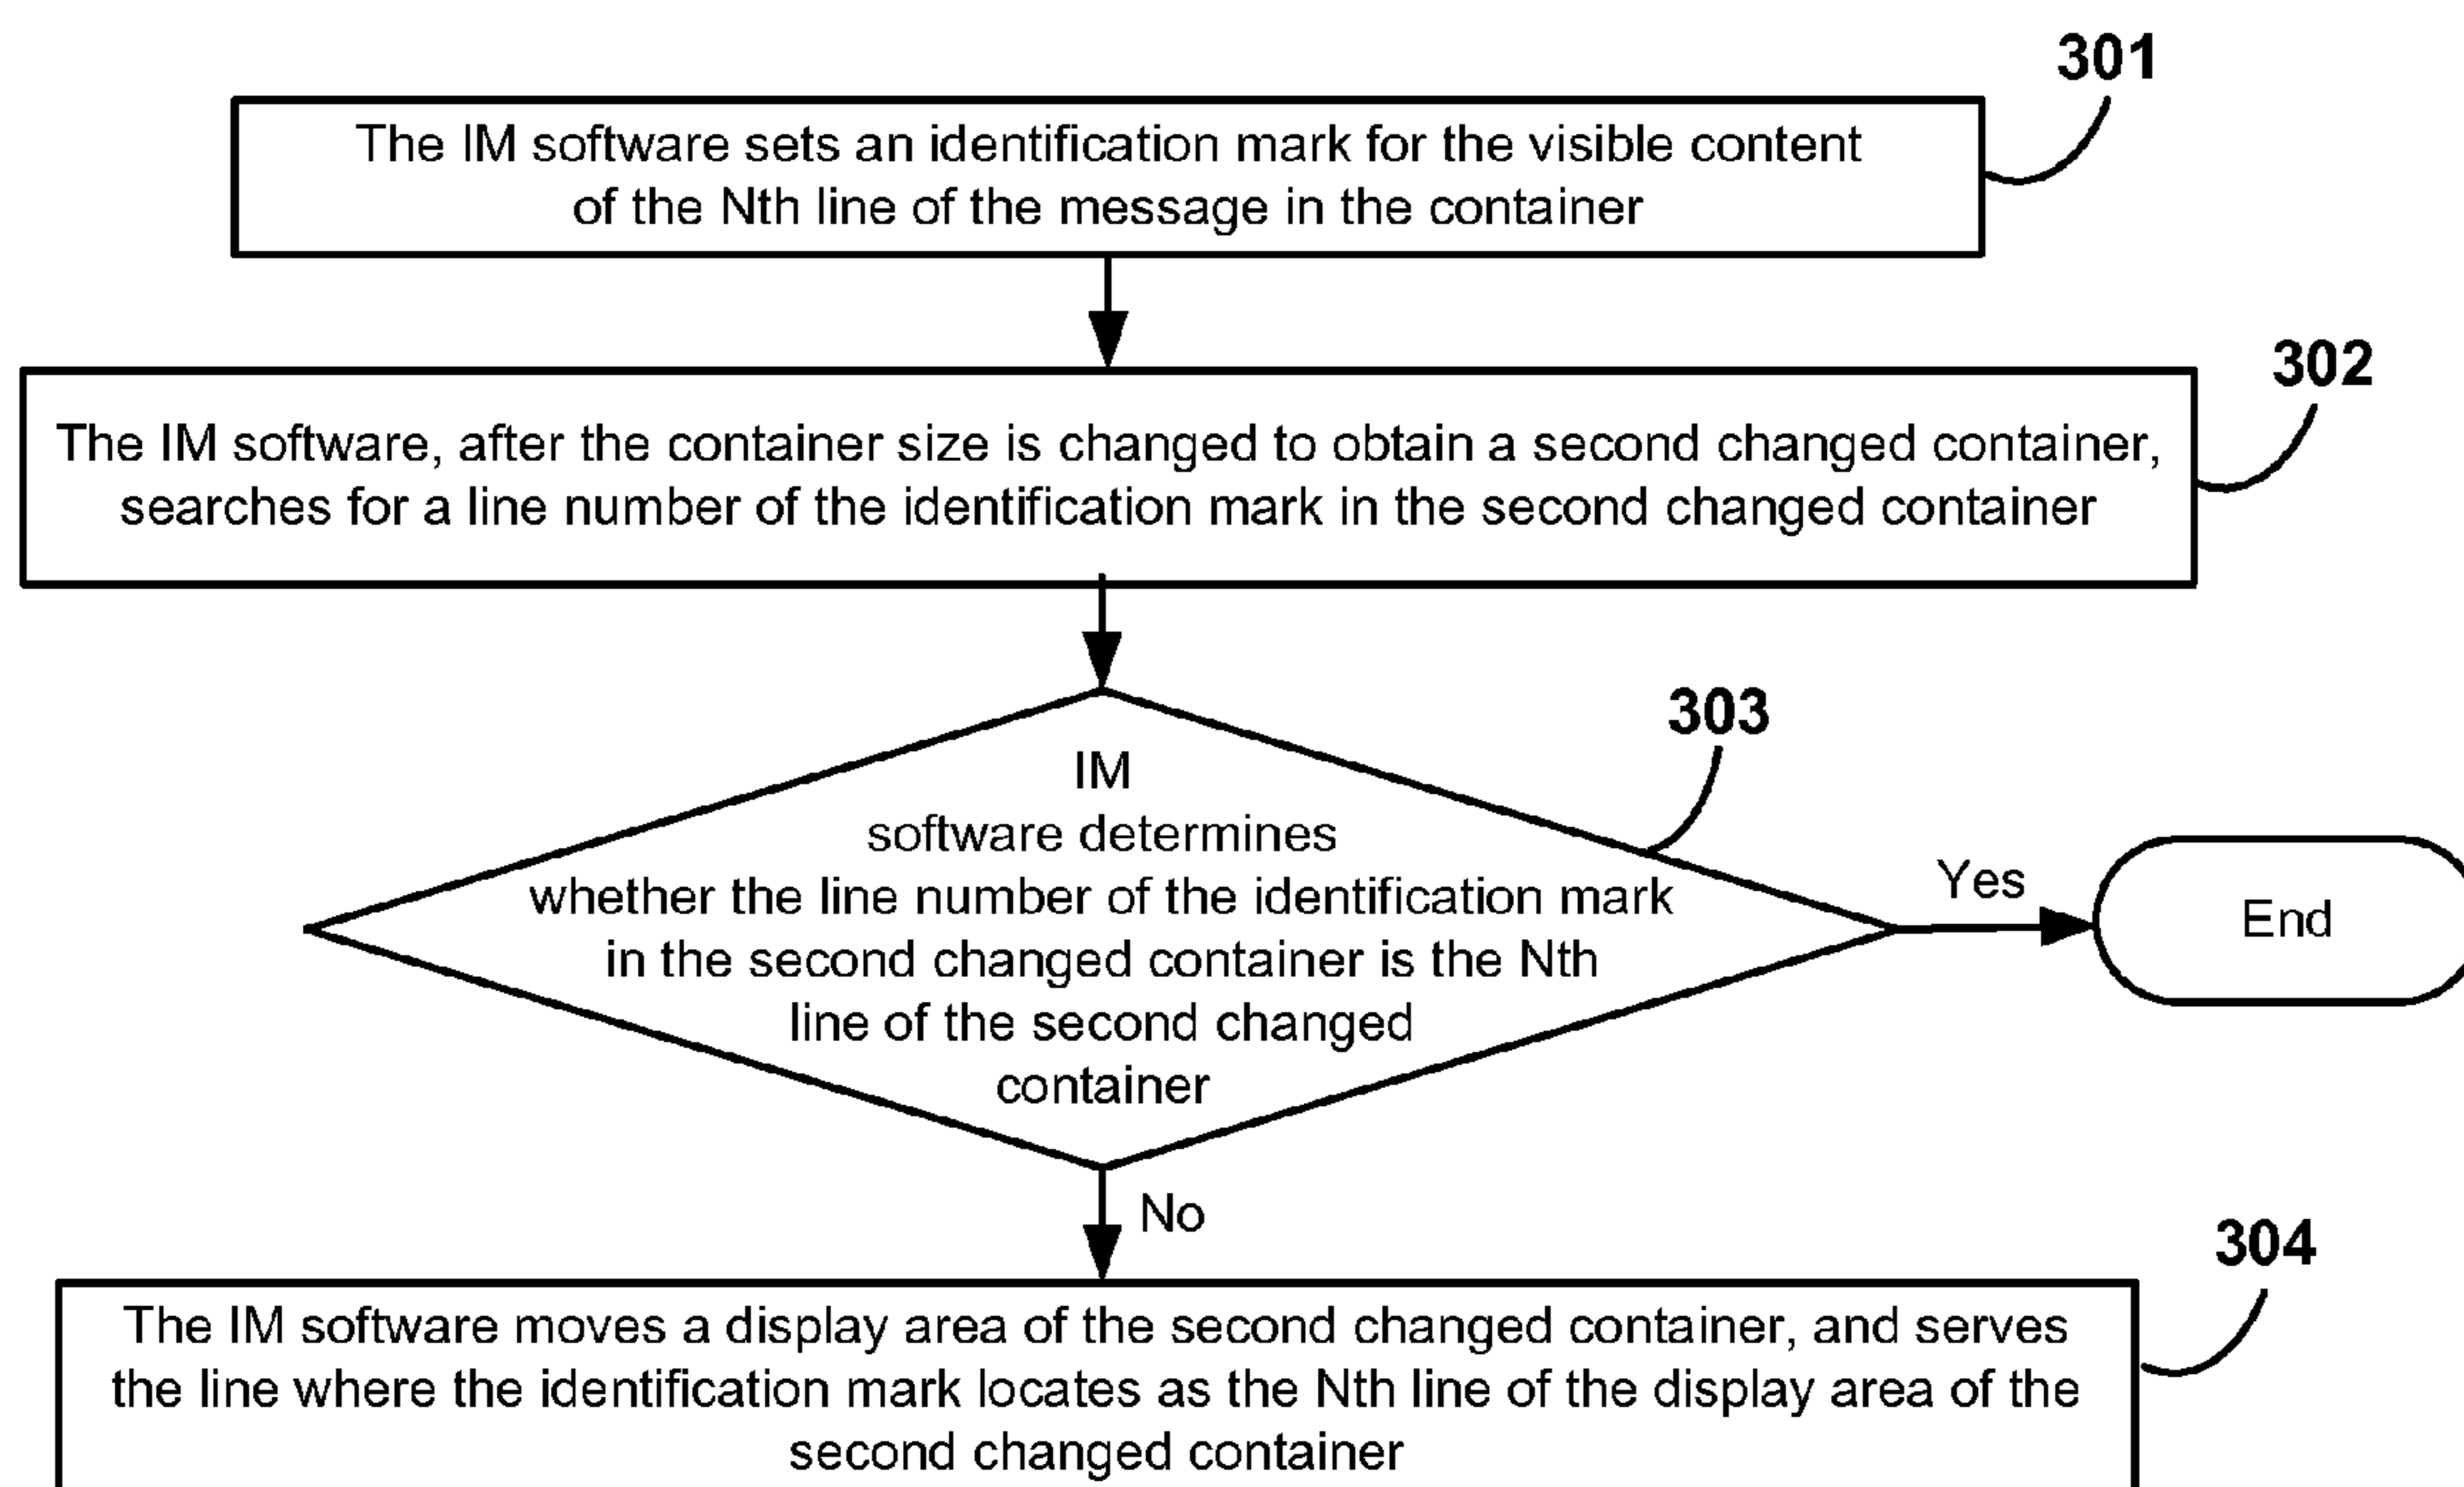 301
The IM software sets an identification mark for the visible content
of the Nth line of the message in the container
302
The IM software, after the container size is changed to obtain a second changed container,
searches for a line number of the identification mark in the second changed container
303
IM
software determines
whether the line number of the identification mark
in the second changed container is the Nth
line of the second changed
container
Yes
End
No
304
The IM software moves a display area of the second changed container, and serves
the line where the identification mark locates as the Nth line of the display area of the
second changed container